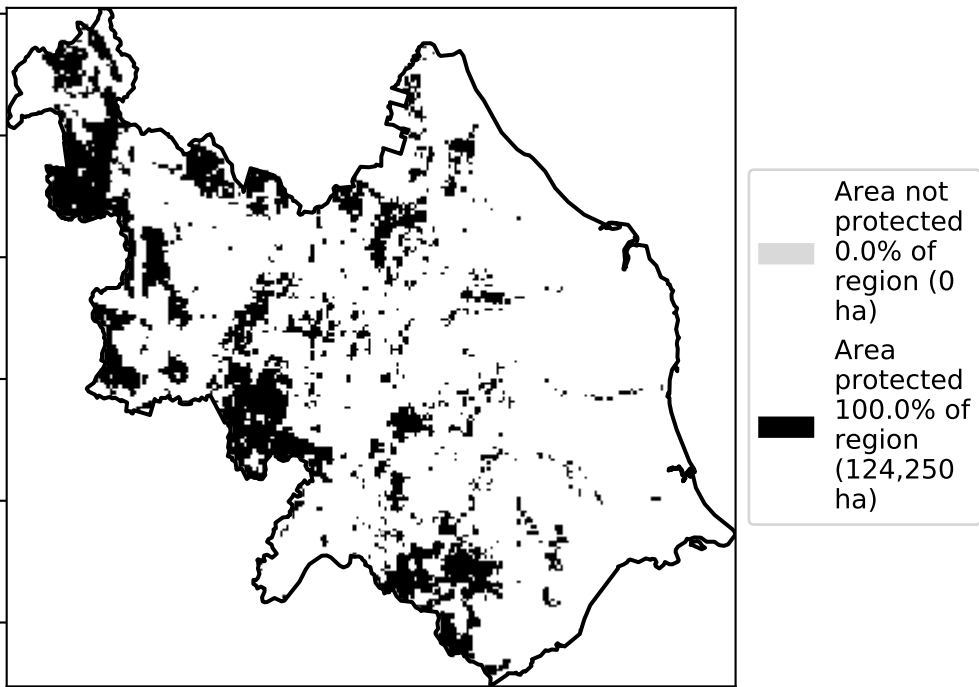 Area not
protected
0.0% of
region (0
ha)
Area
protected
100.0% of
region
(124,250
ha)